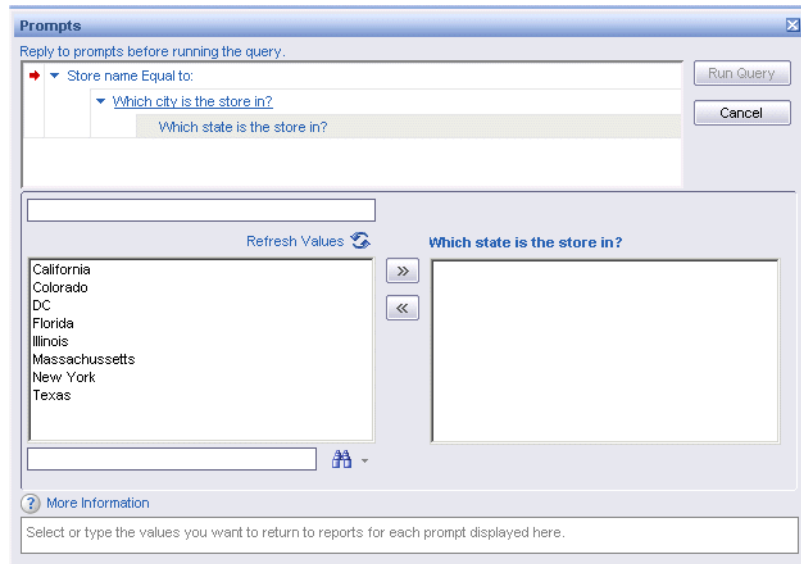 Prompts
Reply to prompts before running the query.
Store name Equal to:
Run Query
Which city is the store in?
Cancel
Which state is the store in?
Refresh Values
Which state is the store in?
California
Colorado
DC
Florida
Illinois
Massachussetts
New York
Texas
More Information
Select or type the values you want to return to reports for each prompt displayed here.